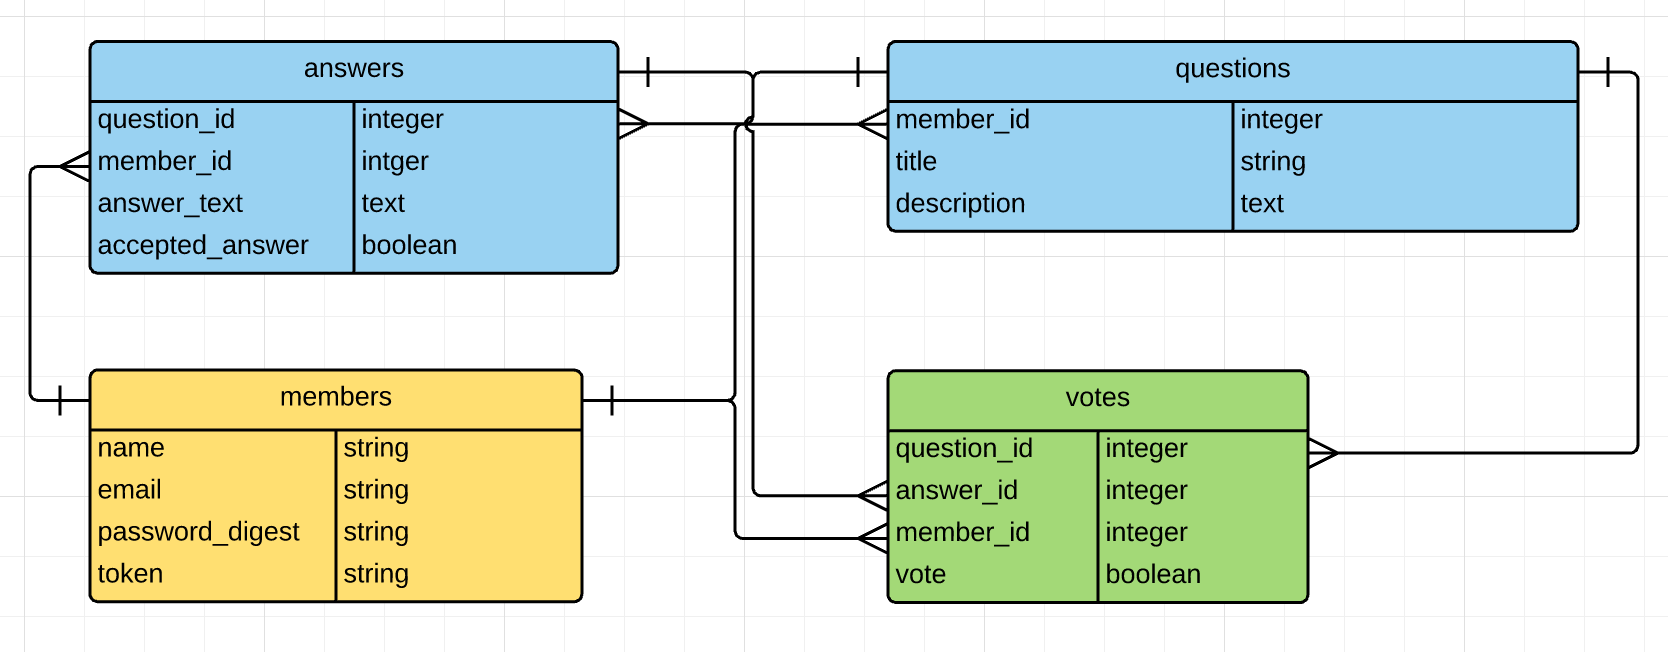 answers
question_id integer
member_id intger
answer_text text
accepted_answer boolean
questions
member_id integer
title string
description text
members
name string
email string
password_digest string
token string
votes
question_id integer
answer_id integer
member_id integer
vote boolean